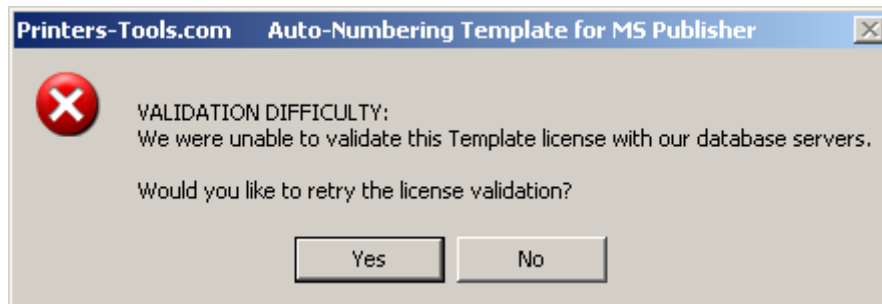 Printers-Tools.com Auto-Numbering Template for MS Publisher
VALIDATION DIFFICULTY:
We were unable to validate this Template license with our database servers.
Would you like to retry the license validation?
Yes No